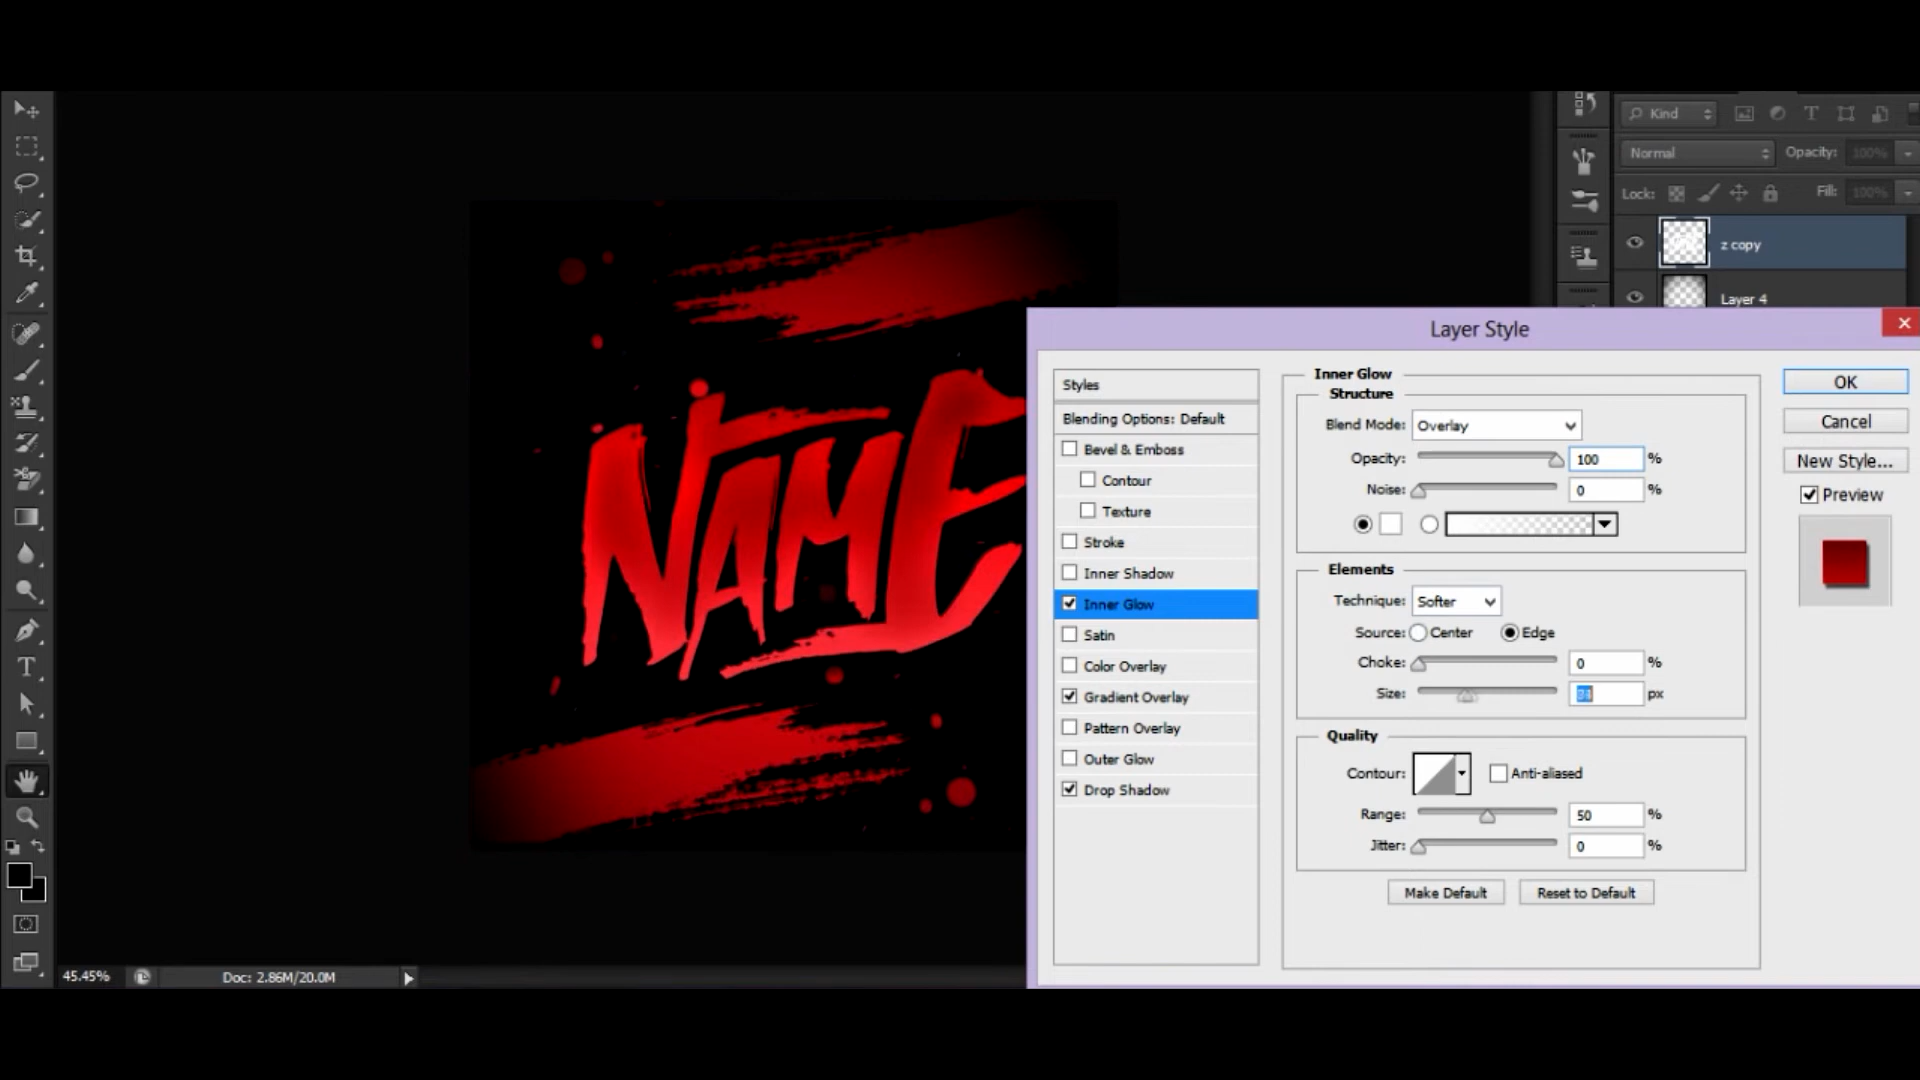 Kind
Normal
Opacity: 100%
Lock:
Fill: 100%
z copy
Layer 4
NAME
Layer Style
Styles
Blending Options: Default
Bevel & Emboss
Contour
Texture
Stroke
Inner Shadow
Inner Glow
Satin
Color Overlay
Gradient Overlay
Pattern Overlay
Outer Glow
Drop Shadow
Inner Glow
Structure
Blend Mode: Overlay
Opacity: 100 %
Noise: 0 %
Elements
Technique: Softer
Source: Center Edge
Choke: 0 %
Size: px
Quality
Contour: Anti-aliased
Range: 50 %
Jitter: 0 %
Make Default Reset to Default
OK
Cancel
New Style...
Preview
45.45% Doc: 2.86M/20.0M